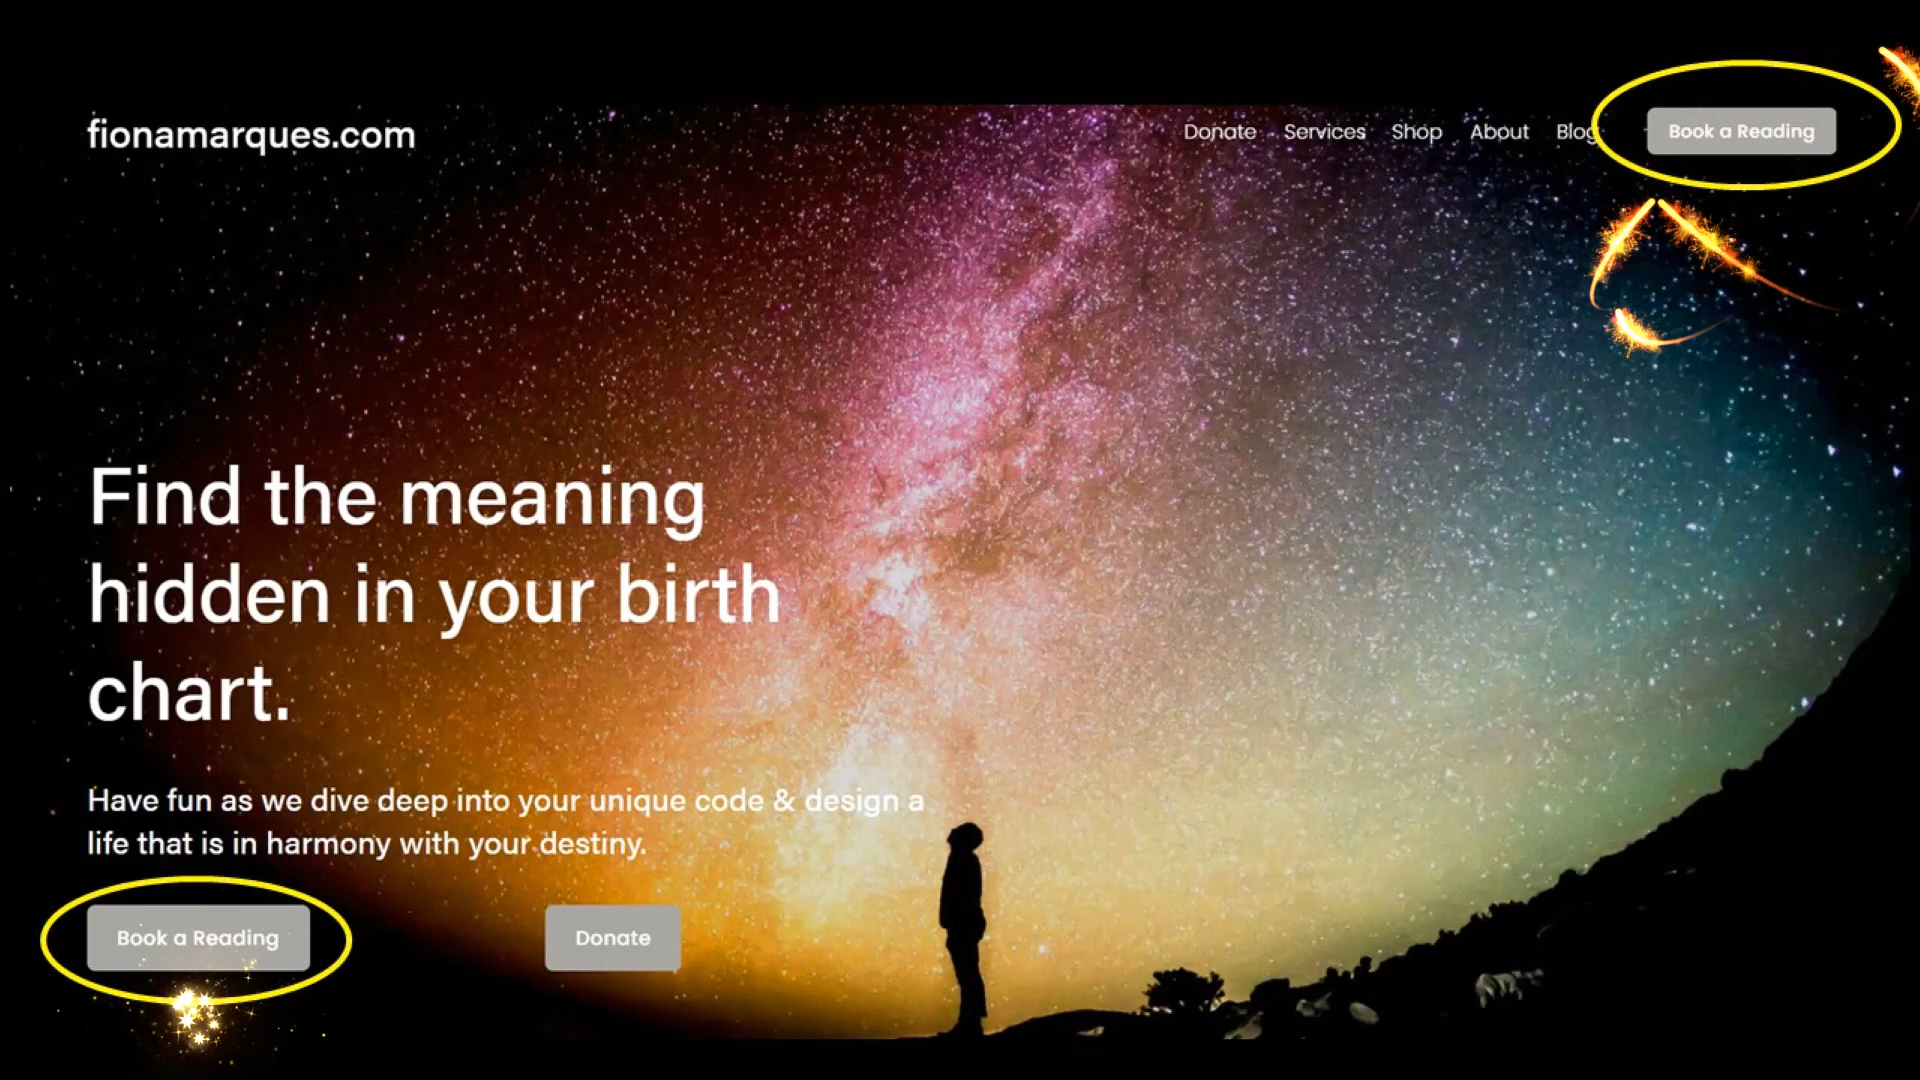 fionamarques.com
Donate Services Shop About Blog Book a Reading
Find the meaning
hidden in your birth
chart.
Have fun as we dive deep into your unique code & design a
life that is in harmony with your destiny.
Book a Reading Donate